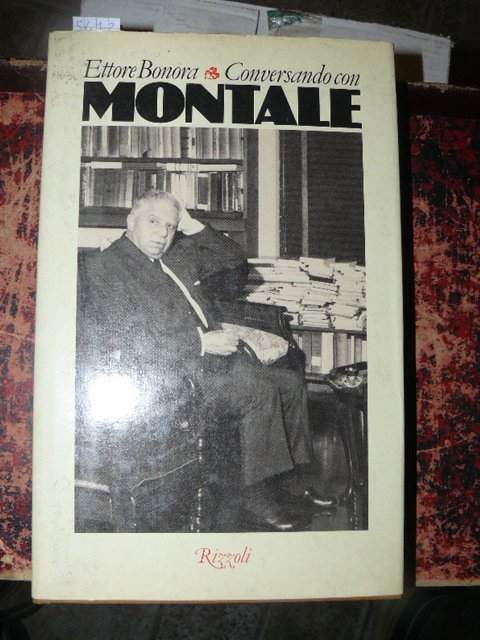 Ettore Bonora Conversando con
MONTALE
Rizzoli